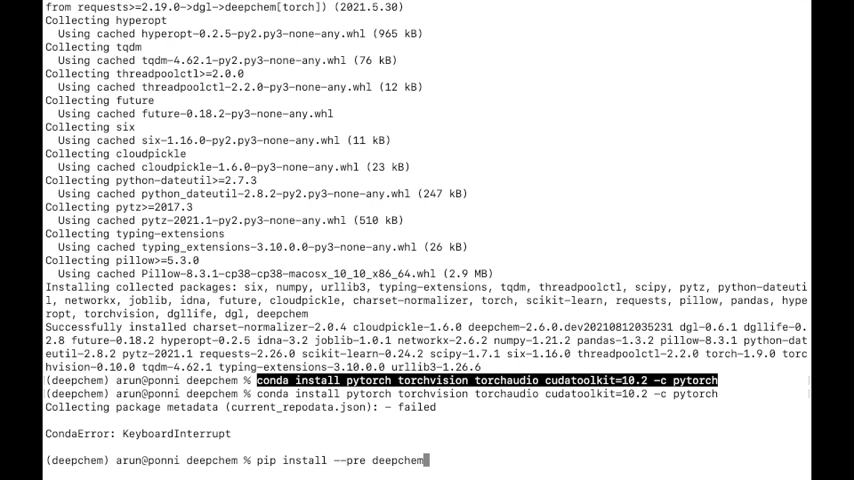 from requests>=2.19.0->dgl->deepchem[torch]) (2021.5.30)
Collecting hyperopt
Using cached hyperopt-0.2.5-py2.py3-none-any.whl (965 kB)
Collecting tqdm
Using cached tqdm-4.62.1-py2.py3-none-any.whl (76 kB)
Collecting threadpoolctl>=2.0.0
Using cached threadpoolctl-2.2.0-py3-none-any.whl (12 kB)
Collecting future
Using cached future-0.18.2-py3-none-any.whl
Collecting six
Using cached six-1.16.0-py2.py3-none-any.whl (11 kB)
Collecting cloudpickle
Using cached cloudpickle-1.6.0-py3-none-any.whl (23 kB)
Collecting python-dateutil>=2.7.3
Using cached python_dateutil-2.8.2-py2.py3-none-any.whl (247 kB)
Collecting pytz>=2017.3
Using cached pytz-2021.1-py2.py3-none-any.whl (510 kB)
Collecting typing-extensions
Using cached typing_extensions-3.10.0.0-py3-none-any.whl (26 kB)
Collecting pillow>=5.3.0
Using cached Pillow-8.3.1-cp38-cp38-macosx_10_10_x86_64.whl (2.9 MB)
Installing collected packages: six, numpy, urllib3, typing-extensions, tqdm, threadpoolctl, scipy, pytz, python-dateuti
l, networkx, joblib, idna, future, cloudpickle, charset-normalizer, torch, scikit-learn, requests, pillow, pandas, hype
ropt, torchvision, dgllife, dgl, deepchem
Successfully installed charset-normalizer-2.0.4 cloudpickle-1.6.0 deepchem-2.6.0.dev20210812035231 dgl-0.6.1 dgllife-0.
2.8 future-0.18.2 hyperopt-0.2.5 idna-3.2 joblib-1.0.1 networkx-2.6.2 numpy-1.21.2 pandas-1.3.2 pillow-8.3.1 python-dat
eutil-2.8.2 pytz-2021.1 requests-2.26.0 scikit-learn-0.24.2 scipy-1.7.1 six-1.16.0 threadpoolctl-2.2.0 torch-1.9.0 torc
hvision-0.10.0 tqdm-4.62.1 typing-extensions-3.10.0.0 urllib3-1.26.6
(deepchem) arun@ponni deepchem % conda install pytorch torchvision torchaudio cudatoolkit=10.2 -c pytorch
(deepchem) arun@ponni deepchem % conda install pytorch torchvision torchaudio cudatoolkit=10.2 -c pytorch
Collecting package metadata (current_repodata.json): - failed
CondaError: KeyboardInterrupt
(deepchem) arun@ponni deepchem % pip install --pre deepchem